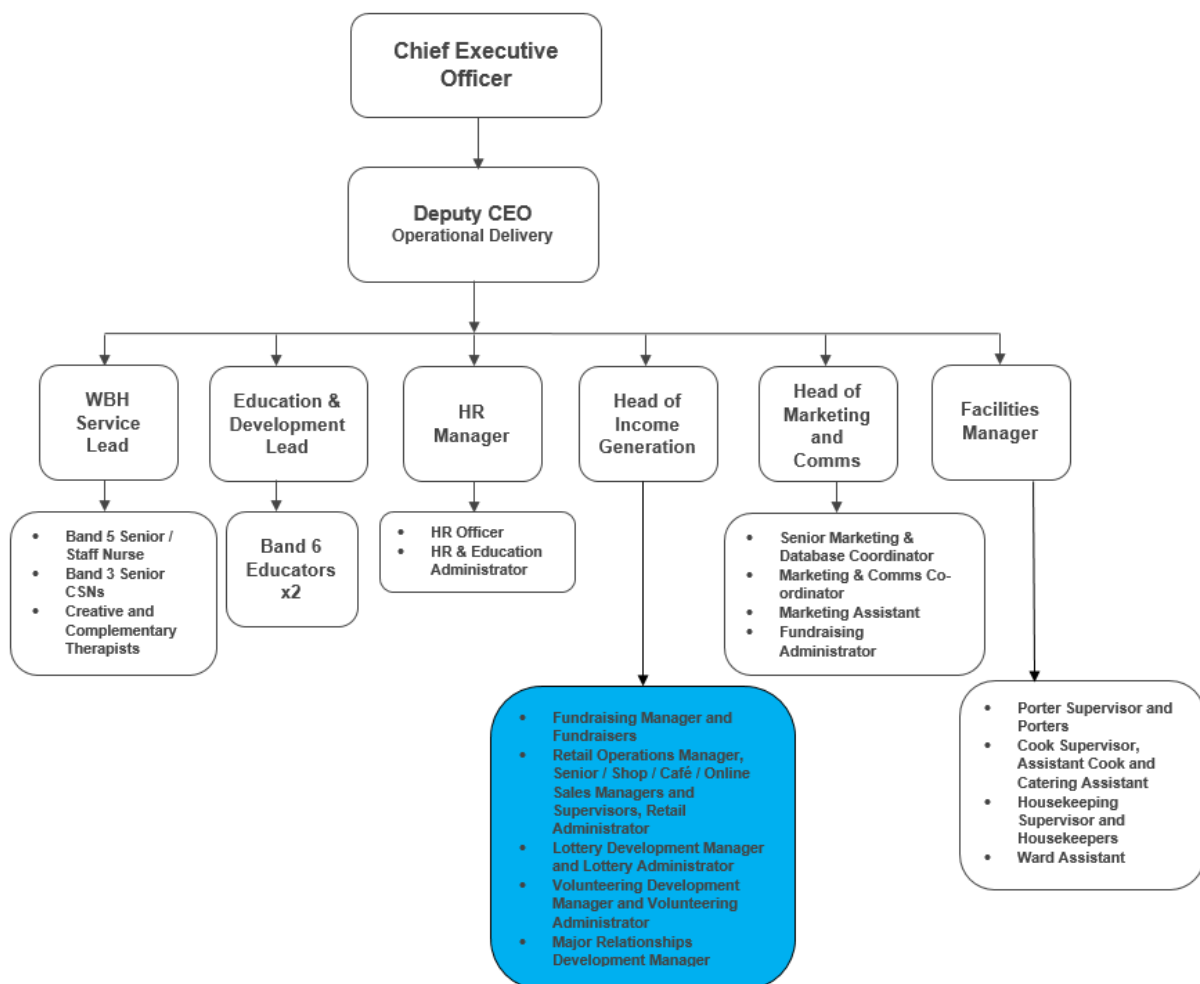 Chief Executive
Officer
Deputy CEO
Operational Delivery
WBH
Service
Lead
Education &
Development
Lead
HR
Manager
Head of
Income
Generation
Head of
Marketing
and
Comms
Facilities
Manager
• Band 5 Senior /
Staff Nurse
• Band 3 Senior
CSNs
• Creative and
Complementary
Therapists
Band 6
Educators
x2
• HR Officer
• HR & Education
Administrator
• Senior Marketing &
Database Coordinator
• Marketing & Comms Co-
ordinator
• Marketing Assistant
• Fundraising
Administrator
• Fundraising Manager and
Fundraisers
• Retail Operations Manager,
Senior / Shop / Café / Online
Sales Managers and
Supervisors, Retail
Administrator
• Lottery Development Manager
and Lottery Administrator
• Volunteering Development
Manager and Volunteering
Administrator
• Major Relationships
Development Manager
• Porter Supervisor and
Porters
• Cook Supervisor,
Assistant Cook and
Catering Assistant
• Housekeeping
Supervisor and
Housekeepers
• Ward Assistant